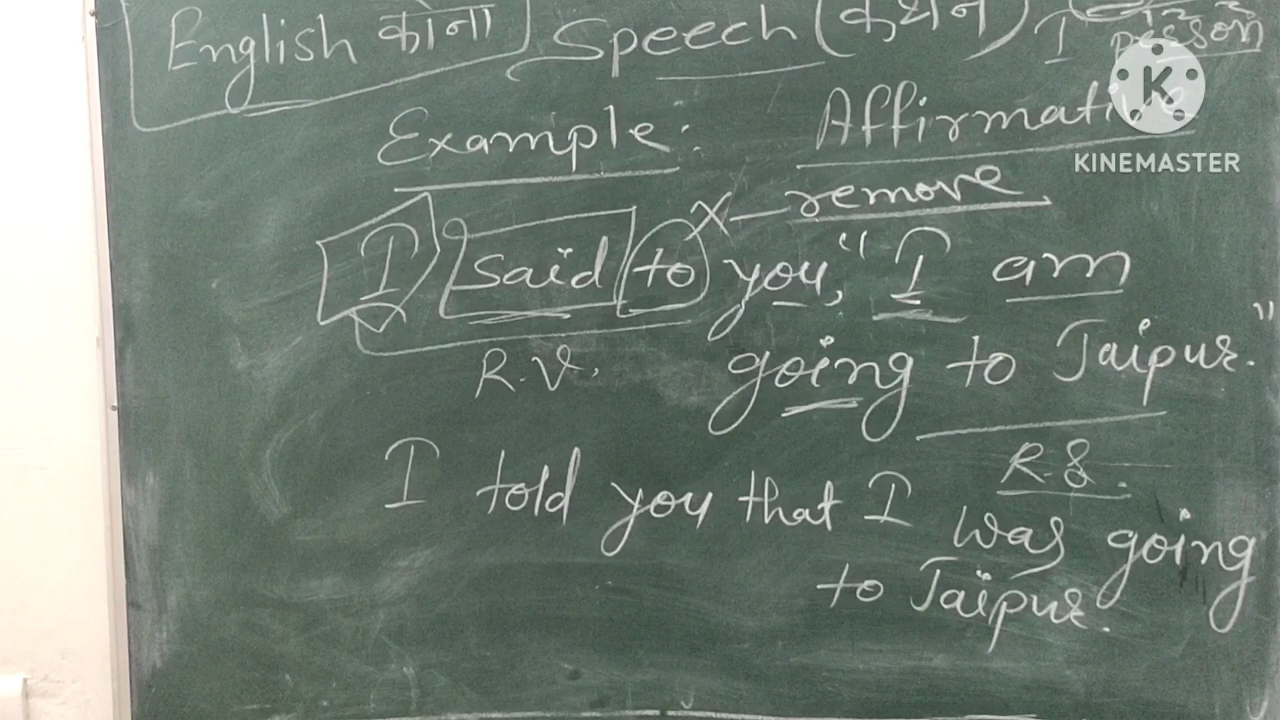 English कोना Speech (कथन) I person
Example: Affirmative
K
KINEMASTER
X—remove
I said to you, "I am
going to Jaipur."
R.V.
R.S.
I told you that I was going
to Jaipur.